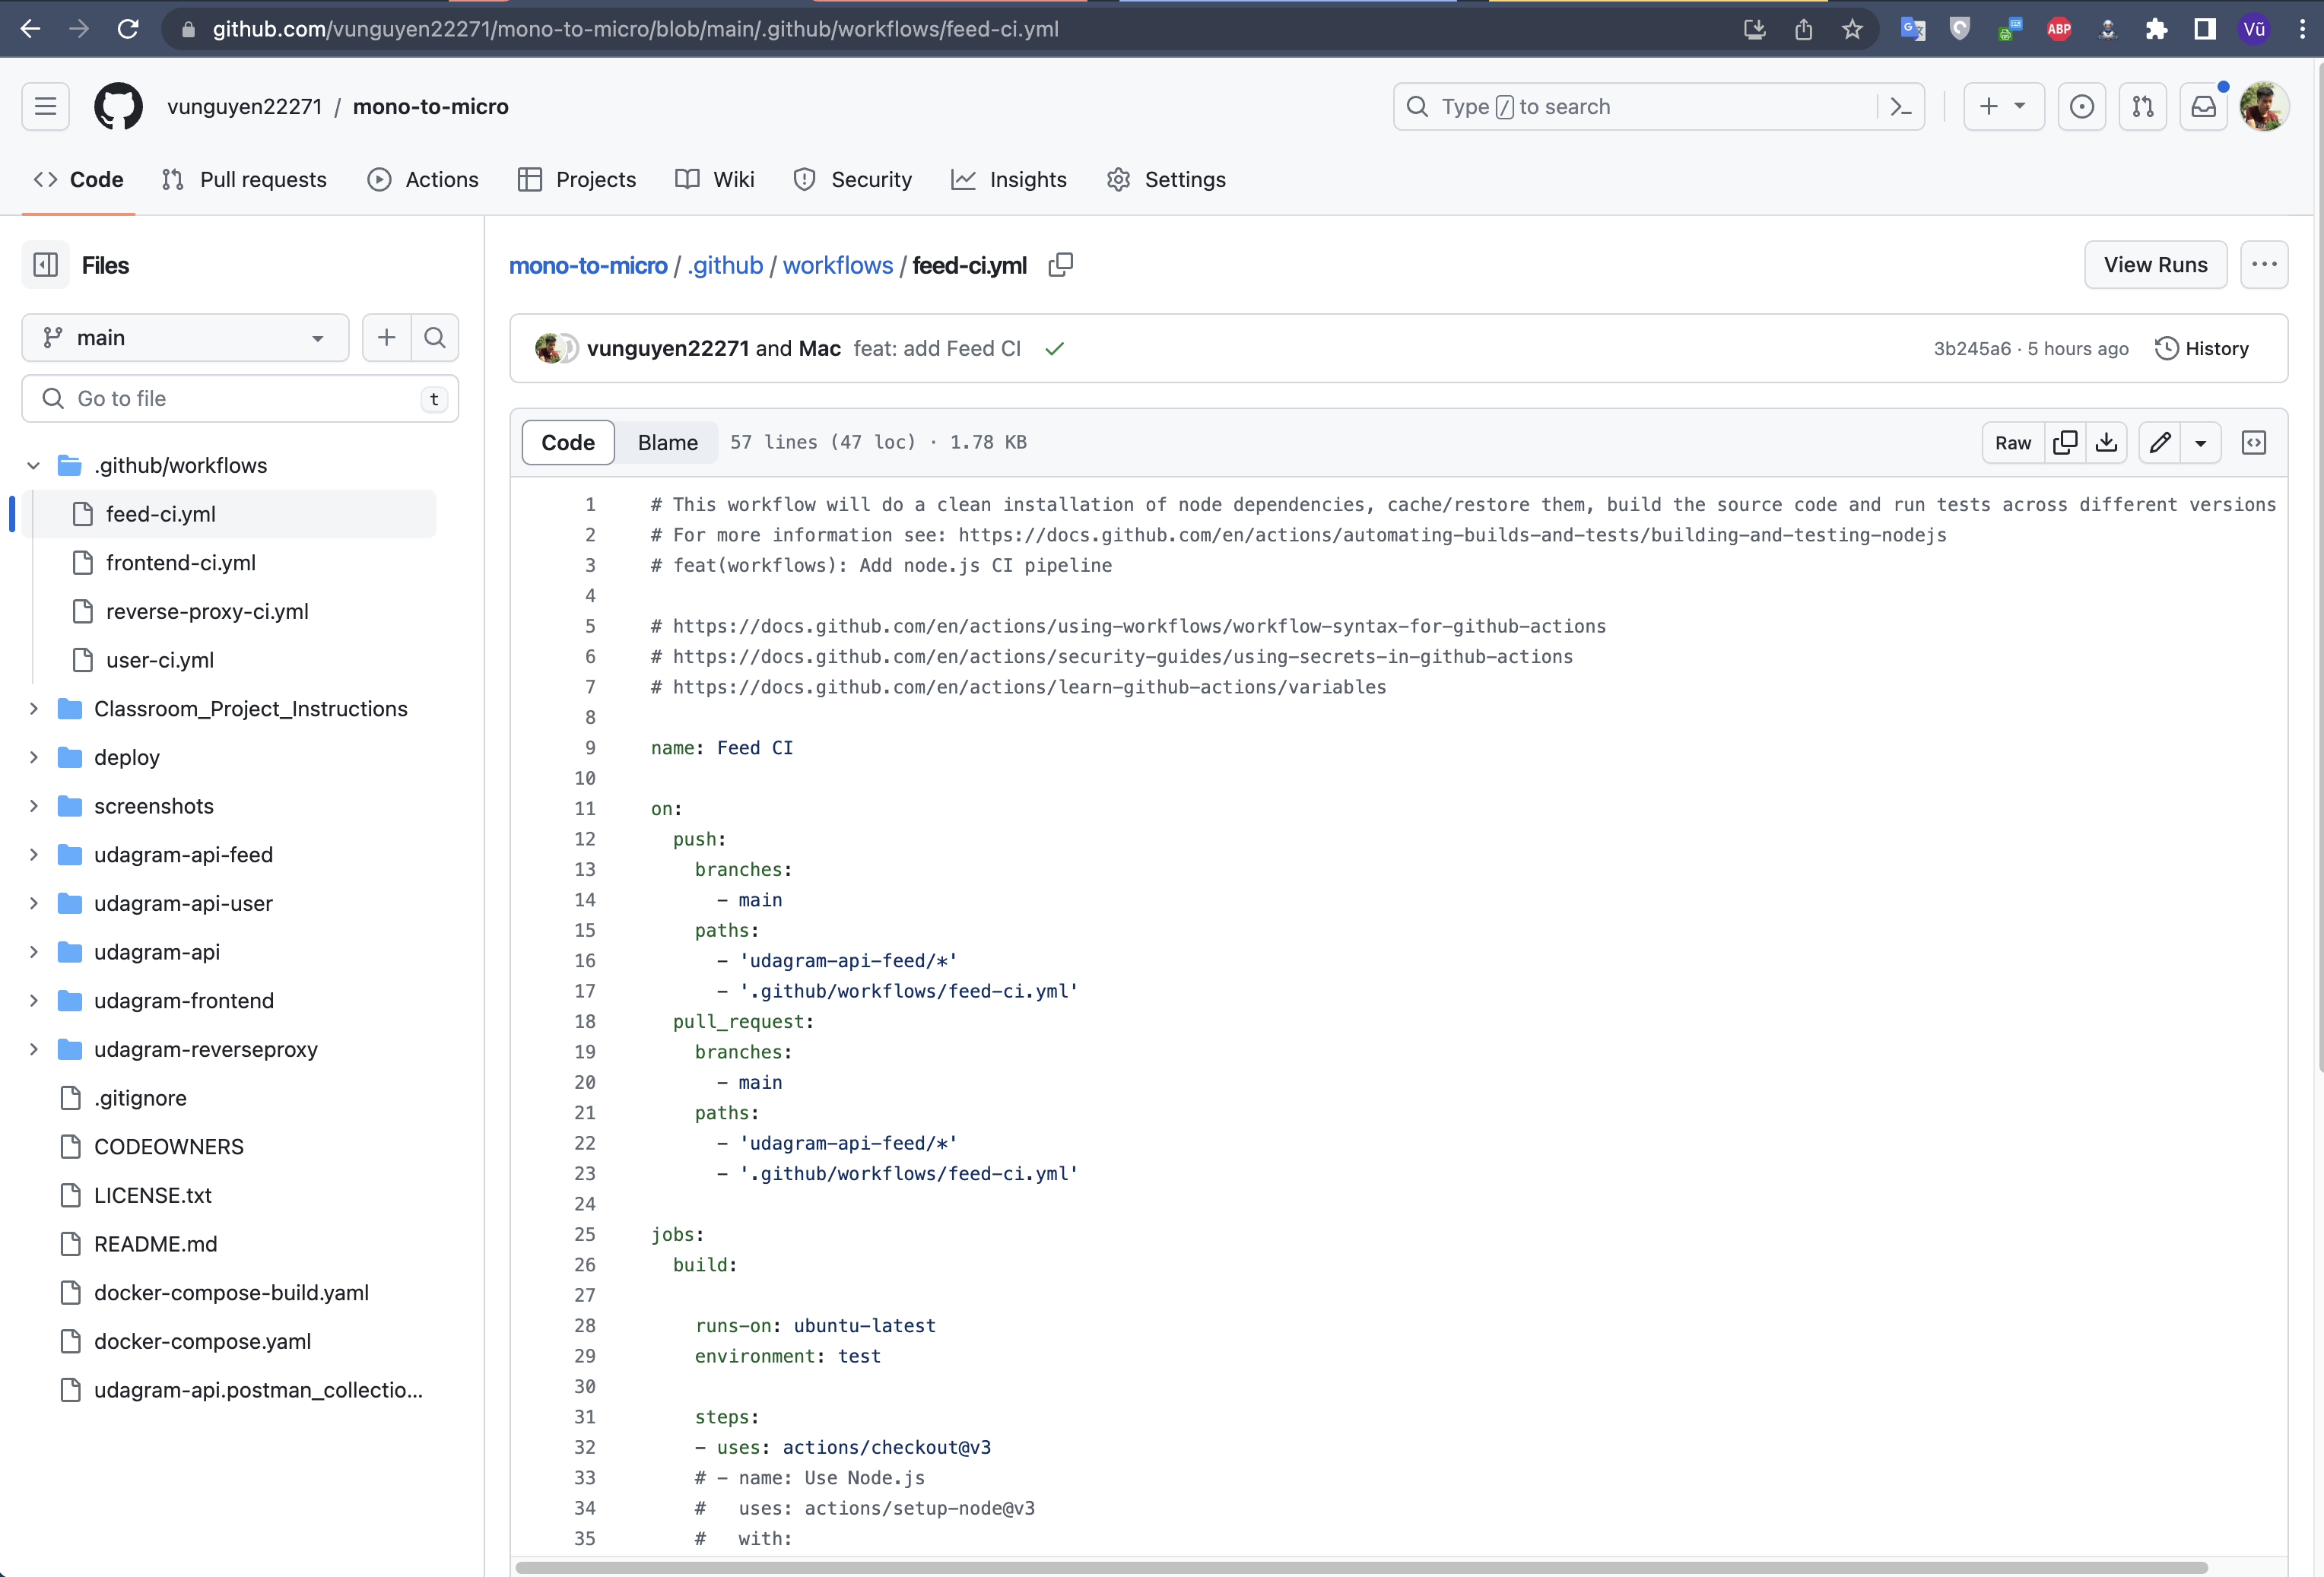 github.com/vunguyen22271/mono-to-micro/blob/main/.github/workflows/feed-ci.yml
ABP
Vũ
vunguyen22271 / mono-to-micro
Type / to search
Code
Pull requests
Actions
Projects
Wiki
Security
Insights
Settings
Files
main
Go to file
t
.github/workflows
feed-ci.yml
frontend-ci.yml
reverse-proxy-ci.yml
user-ci.yml
Classroom_Project_Instructions
deploy
screenshots
udagram-api-feed
udagram-api-user
udagram-api
udagram-frontend
udagram-reverseproxy
.gitignore
CODEOWNERS
LICENSE.txt
README.md
docker-compose-build.yaml
docker-compose.yaml
udagram-api.postman_collectio...
mono-to-micro / .github / workflows / feed-ci.yml
View Runs
vunguyen22271 and Mac feat: add Feed CI
3b245a6 · 5 hours ago
History
Code
Blame
57 lines (47 loc) · 1.78 KB
Raw
1 # This workflow will do a clean installation of node dependencies, cache/restore them, build the source code and run tests across different versions
2 # For more information see: https://docs.github.com/en/actions/automating-builds-and-tests/building-and-testing-nodejs
3 # feat(workflows): Add node.js CI pipeline
4
5 # https://docs.github.com/en/actions/using-workflows/workflow-syntax-for-github-actions
6 # https://docs.github.com/en/actions/security-guides/using-secrets-in-github-actions
7 # https://docs.github.com/en/actions/learn-github-actions/variables
8
9 name: Feed CI
10
11 on:
12 push:
13 branches:
14 - main
15 paths:
16 - 'udagram-api-feed/*'
17 - '.github/workflows/feed-ci.yml'
18 pull_request:
19 branches:
20 - main
21 paths:
22 - 'udagram-api-feed/*'
23 - '.github/workflows/feed-ci.yml'
24
25 jobs:
26 build:
27
28 runs-on: ubuntu-latest
29 environment: test
30
31 steps:
32 - uses: actions/checkout@v3
33 # - name: Use Node.js
34 # uses: actions/setup-node@v3
35 # with: